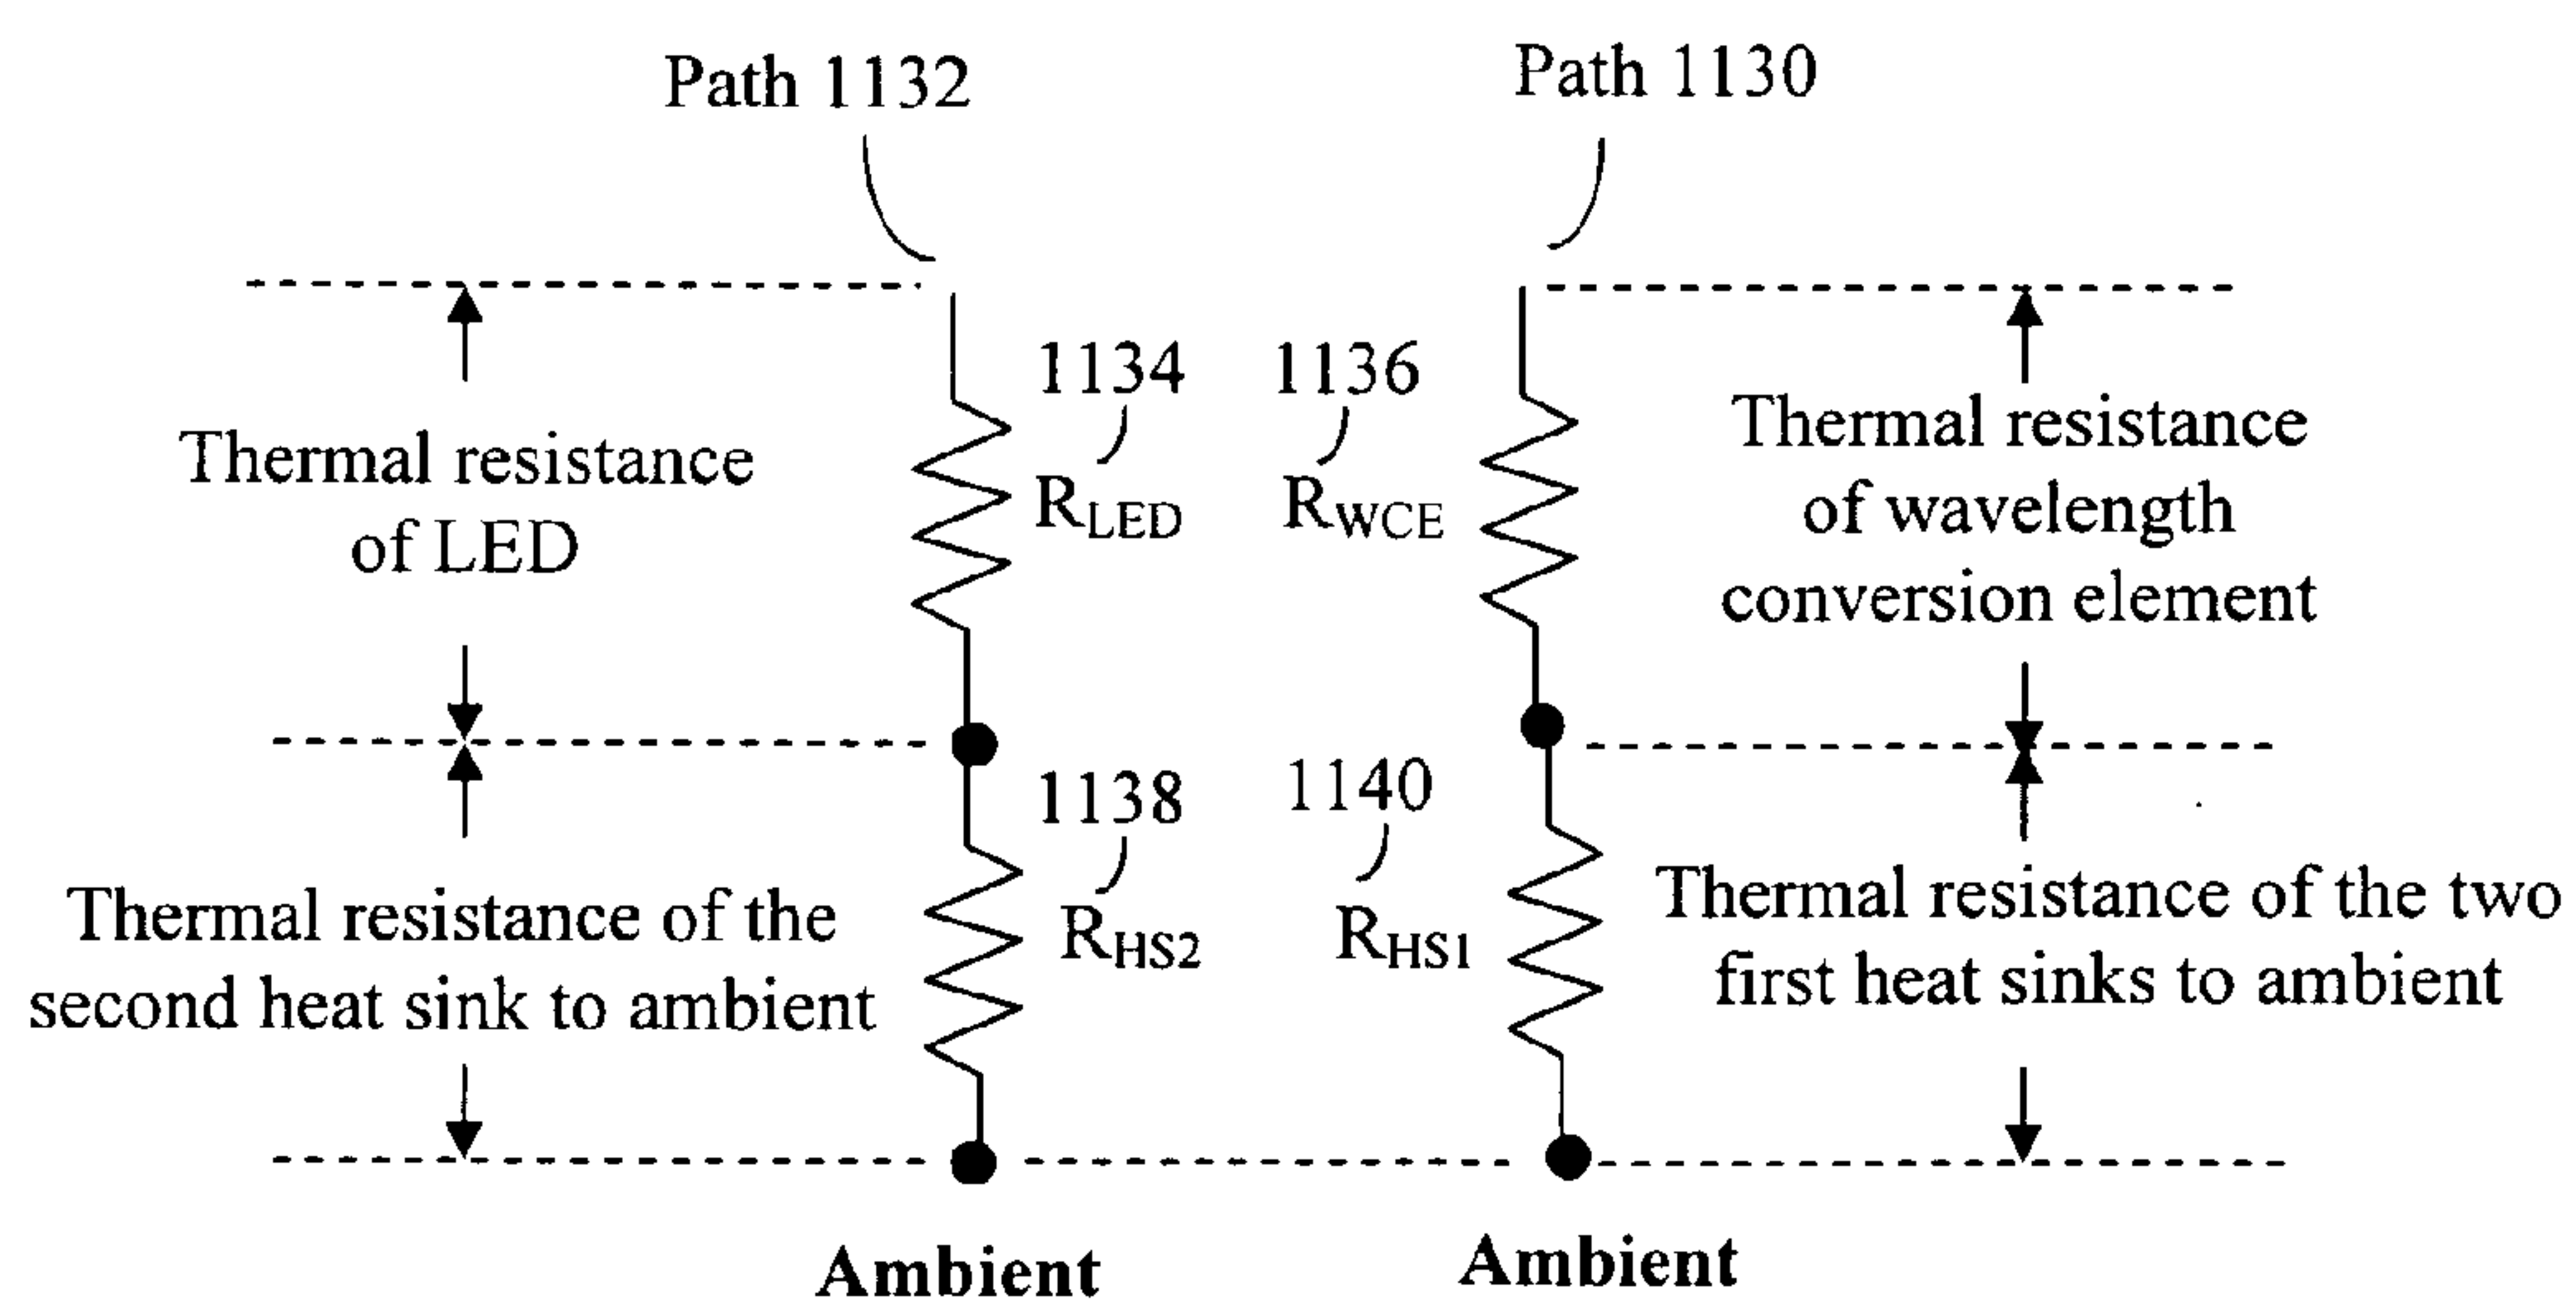 Path 1132
Path 1130
1134
1136
Thermal resistance
of LED
R_LED
R_WCE
Thermal resistance
of wavelength
conversion element
1138
1140
Thermal resistance of the
second heat sink to ambient
R_HS2
R_HS1
Thermal resistance of the two
first heat sinks to ambient
Ambient
Ambient